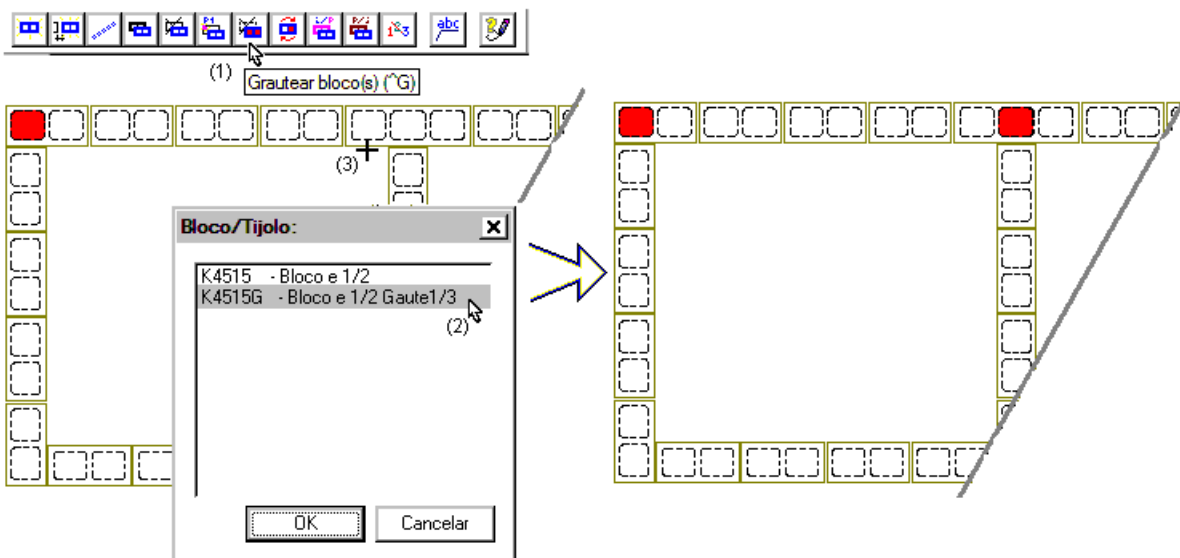 abc
(1)
Grautear bloco(s) (^G)
(3)
Bloco/Tijolo:
K4515 - Bloco e 1/2
K4515G - Bloco e 1/2 Gaute1/3
(2)
OK
Cancelar